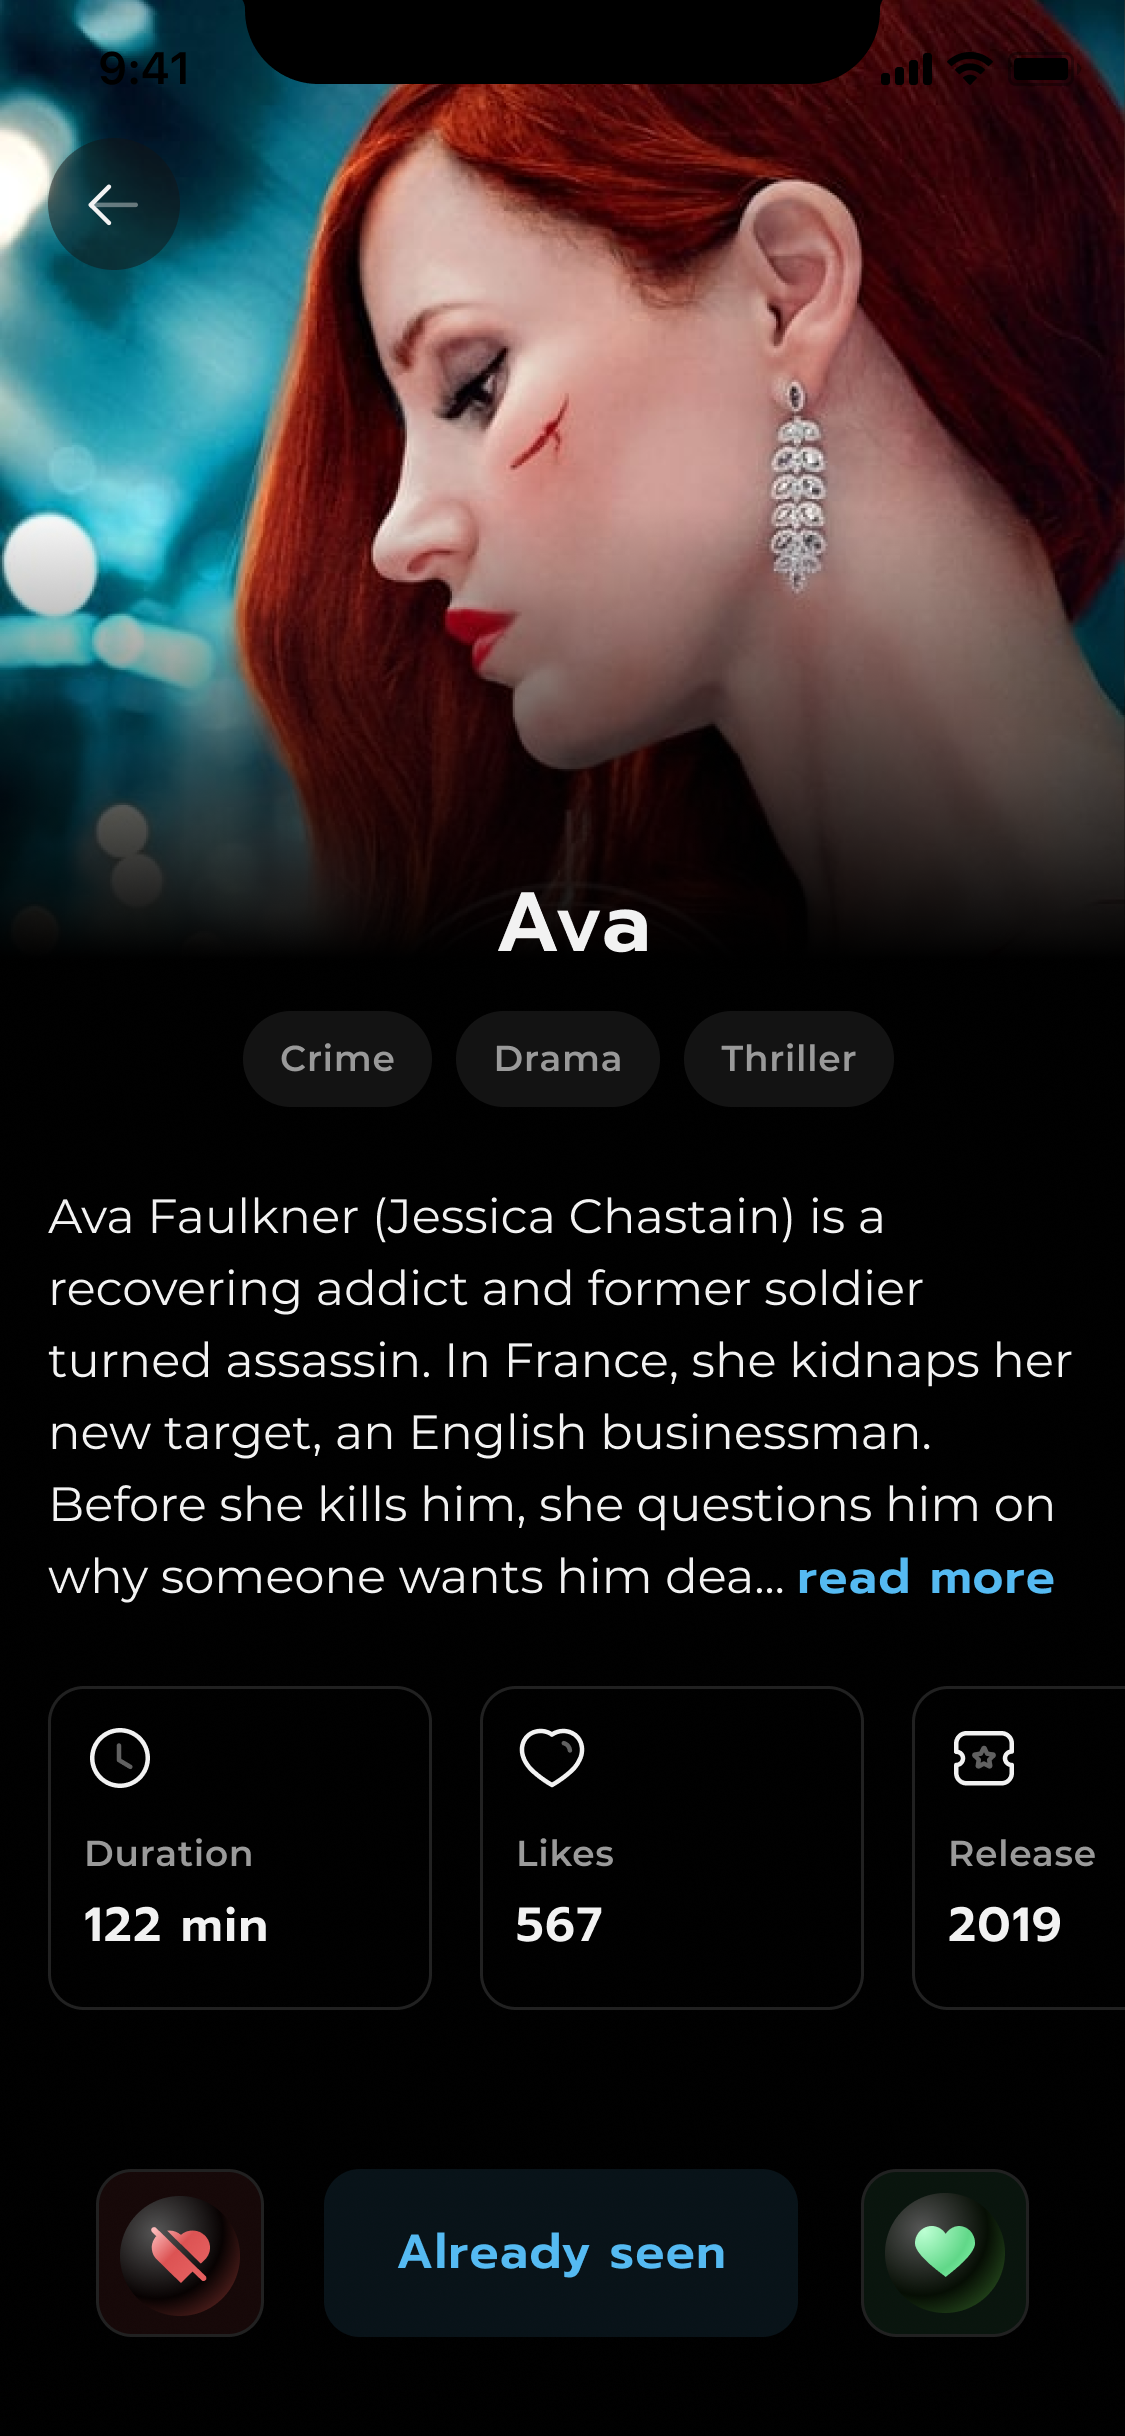 9:41
Ava
Crime
Drama
Thriller
Ava Faulkner (Jessica Chastain) is a
recovering addict and former soldier
turned assassin. In France, she kidnaps her
new target, an English businessman.
Before she kills him, she questions him on
why someone wants him dea... read more
Duration
122 min
Likes
567
Release
2019
Already seen